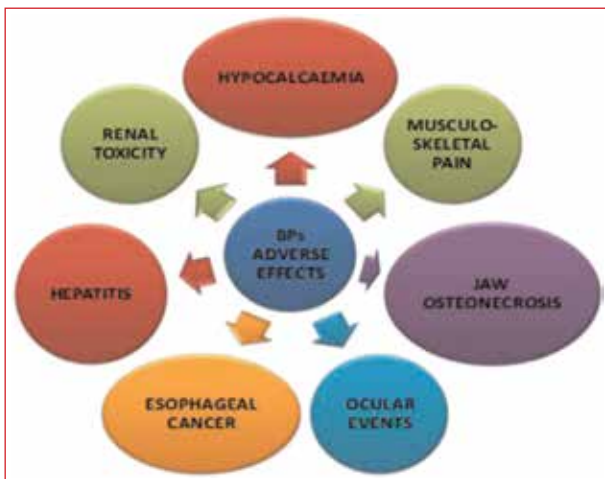 HYPOCALCAEMIA
RENAL
TOXICITY
MUSCULO-
SKELETAL
PAIN
BPs
ADVERSE
EFFECTS
HEPATITIS
JAW
OSTEONECROSIS
ESOPHAGEAL
CANCER
OCULAR
EVENTS